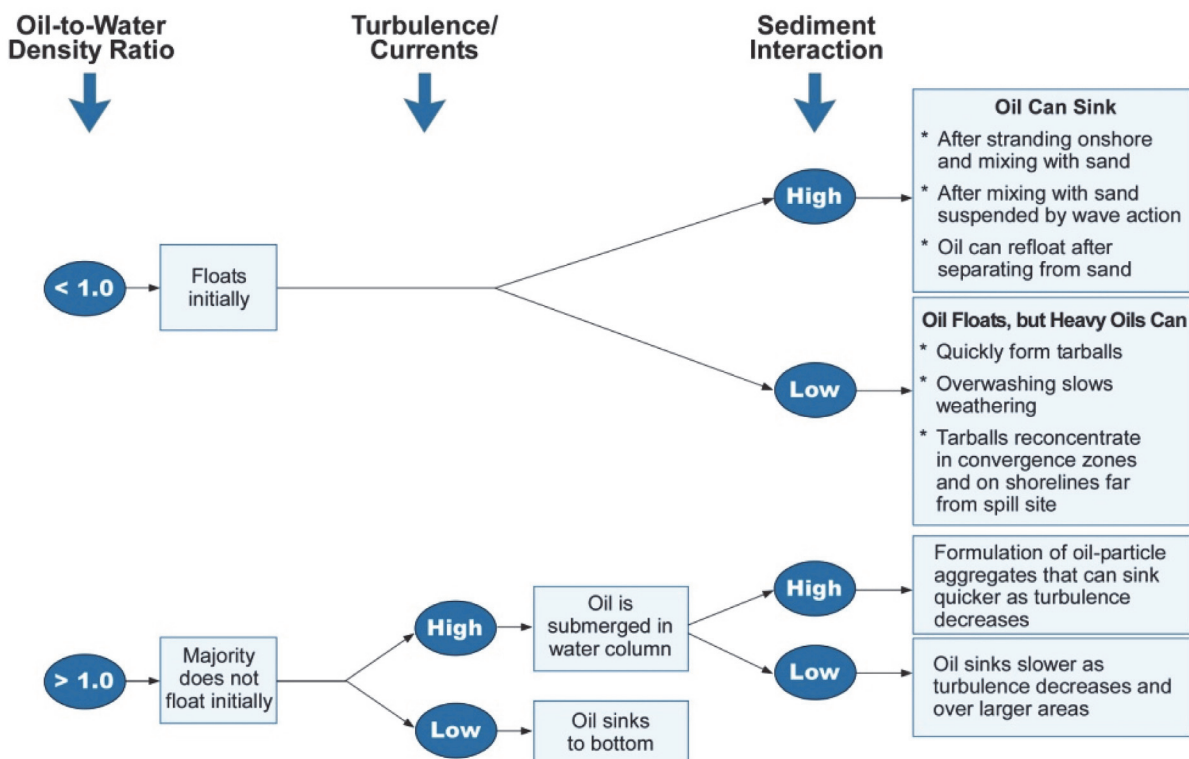 Oil-to-Water
Density Ratio
Turbulence/
Currents
Sediment
Interaction
< 1.0
Floats
initially
High
Oil Can Sink
* After stranding onshore
and mixing with sand
* After mixing with sand
suspended by wave action
* Oil can refloat after
separating from sand
Low
Oil Floats, but Heavy Oils Can
* Quickly form tarballs
* Overwashing slows
weathering
* Tarballs reconcentrate
in convergence zones
and on shorelines far
from spill site
> 1.0
Majority
does not
float initially
High
Oil is
submerged in
water column
High
Formulation of oil-particle
aggregates that can sink
quicker as turbulence
decreases
Low
Oil sinks slower as
turbulence decreases and
over larger areas
Low
Oil sinks
to bottom